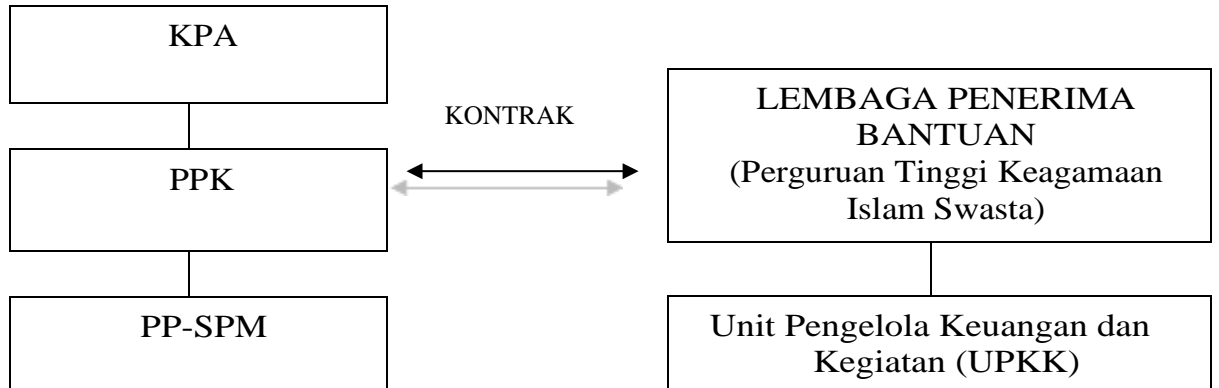 KPA
PPK
PP-SPM
KONTRAK
LEMBAGA PENERIMA
BANTUAN
(Perguruan Tinggi Keagamaan
Islam Swasta)
Unit Pengelola Keuangan dan
Kegiatan (UPKK)